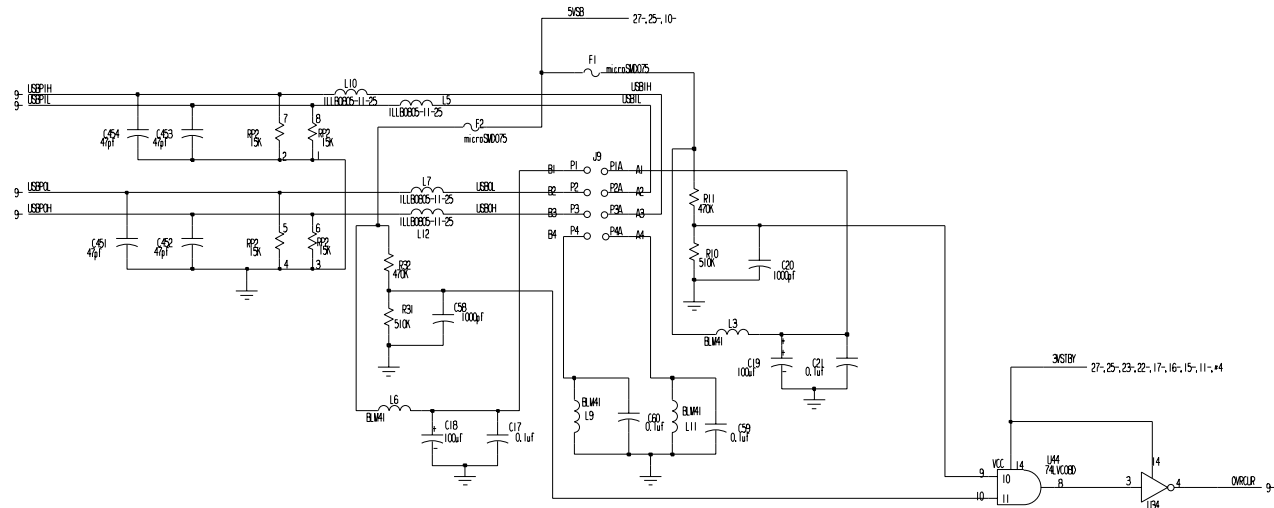 5VSB
27-,25-,10-
F1
microSMD075
9 USBP1H
L10
USB1H
9 USBP1L
ILLB0805-11-25
L5
USB1L
ILLB0805-11-25
F2
microSMD075
C454
47pf
C453
47pf
RP2
15K
7
2
8
RP2
15K
1
J9
B1 P1 P1A A1
9 USBP0L
L7
USB0L
B2 P2 P2A A2
ILLB0805-11-25
9 USBP0H
USB0H
B3 P3 P3A A3
ILLB0805-11-25
L12
B4 P4 P4A A4
C451
47pf
C452
47pf
RP2
15K
5
4
6
RP2
15K
3
R11
470K
R10
510K
C20
1000pf
R32
470K
R31
510K
C58
1000pf
L3
BLM41
C19
100uf
+
+
-
C21
0.1uf
3VSTBY
27-,25-,23-,22-,17-,16-,15-,11-,*4
L6
BLM41
C18
100uf
+
-
C17
0.1uf
BLM41
L9
C60
0.1uf
BLM41
L11
C59
0.1uf
VCC
14
U44
74LVC08D
9 10
10 11
8
3
14
4
U34
OVRCUR 9